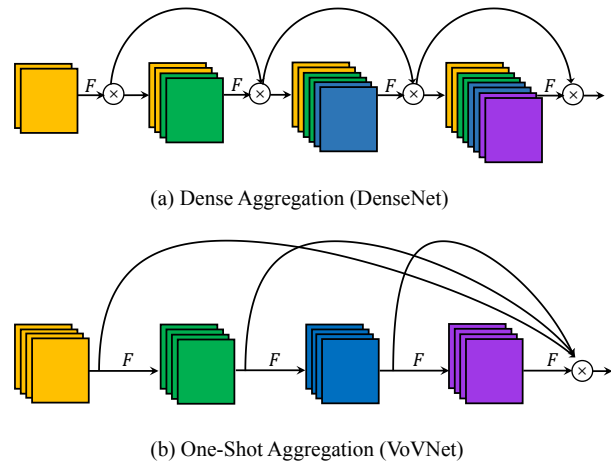 F F F F
(a) Dense Aggregation (DenseNet)
F F F F
(b) One-Shot Aggregation (VoVNet)